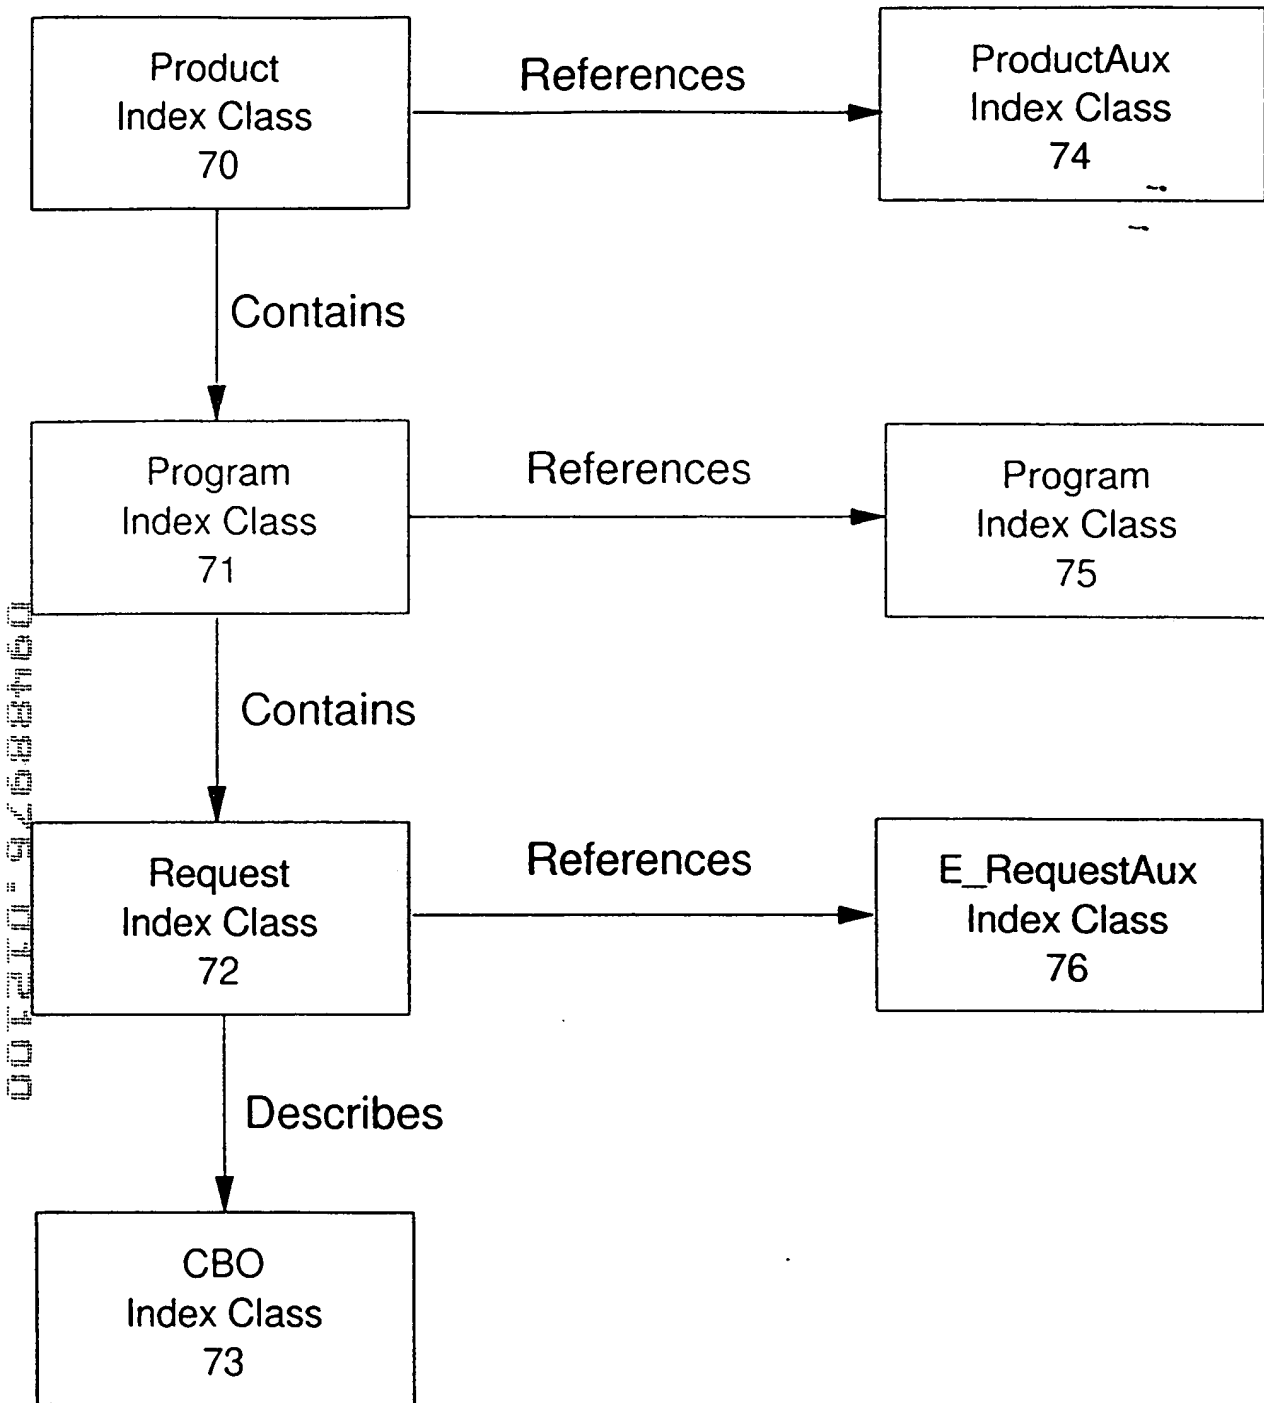 Product
Index Class
70
References
ProductAux
Index Class
74
Contains
Program
Index Class
71
References
Program
Index Class
75
Contains
Request
Index Class
72
References
E_RequestAux
Index Class
76
Describes
CBO
Index Class
73